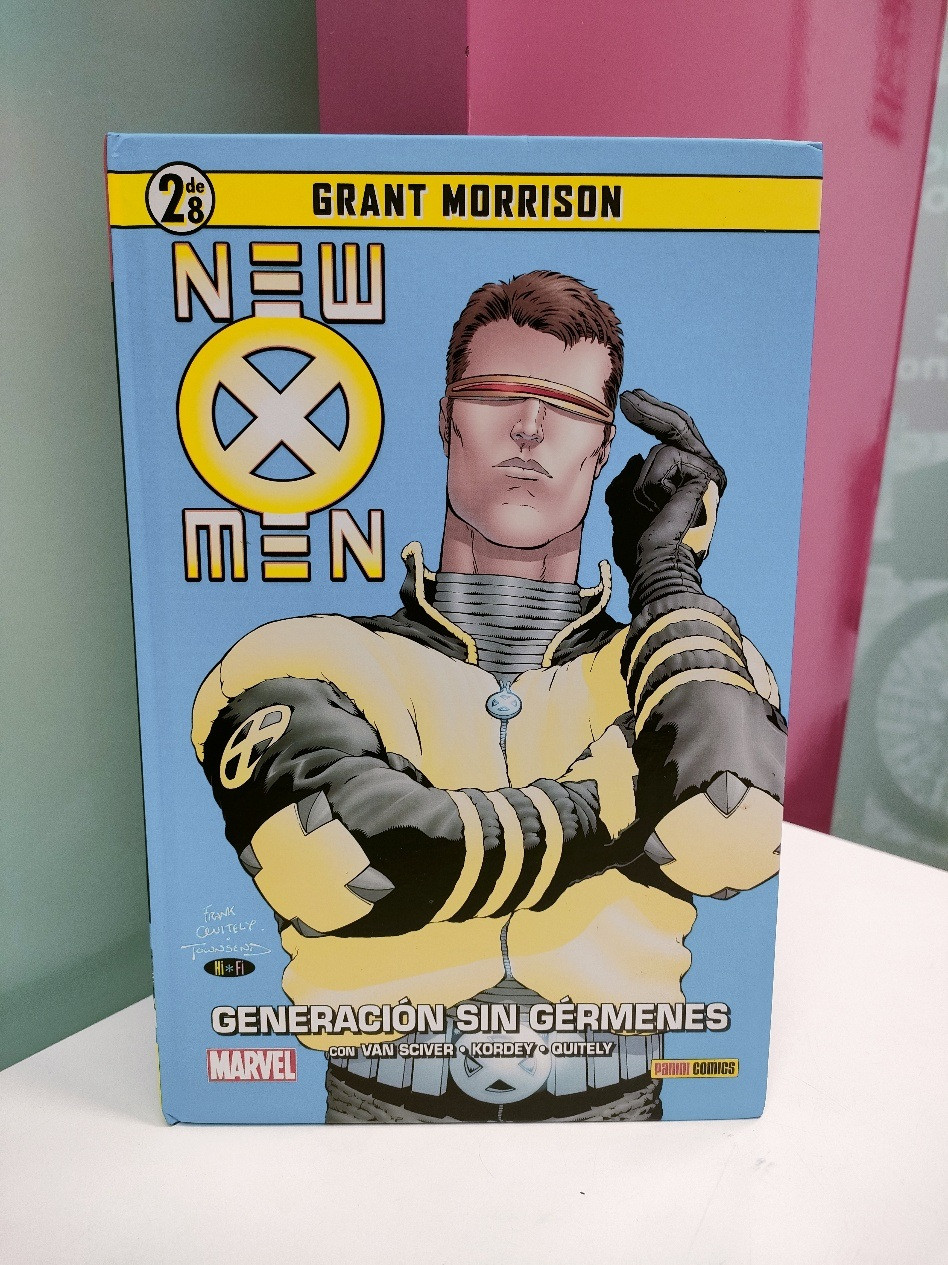 2 de 8
GRANT MORRISON
NEW
X
MEN
FRANK
QUITELY
TOWNSEND
Hi*Fi
GENERACIÓN SIN GÉRMENES
CON VAN SCIVER • KORDEY • QUITELY
MARVEL
PANINI COMICS